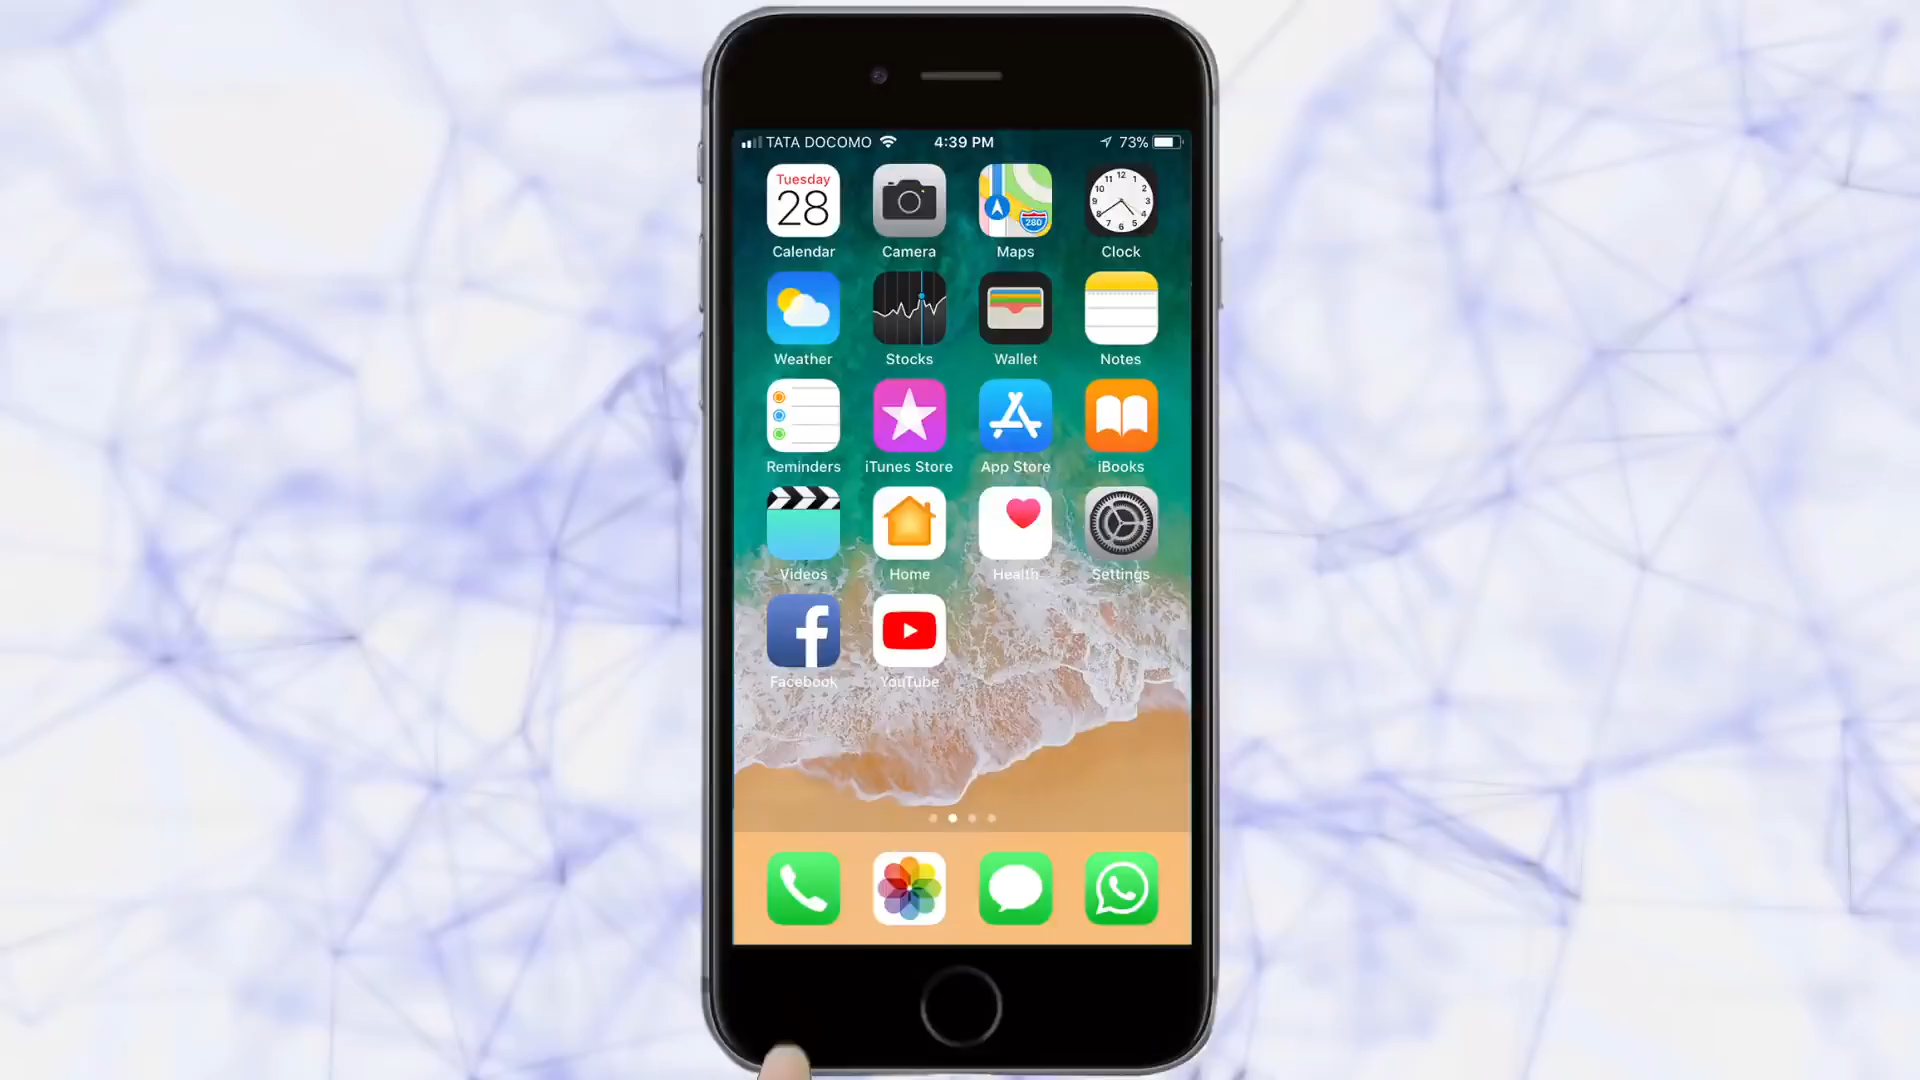 TATA DOCOMO 4:39 PM 73%
Tuesday
28
280
Calendar Camera Maps Clock
Weather Stocks Wallet Notes
Reminders iTunes Store App Store iBooks
Videos Home Health Settings
Facebook YouTube